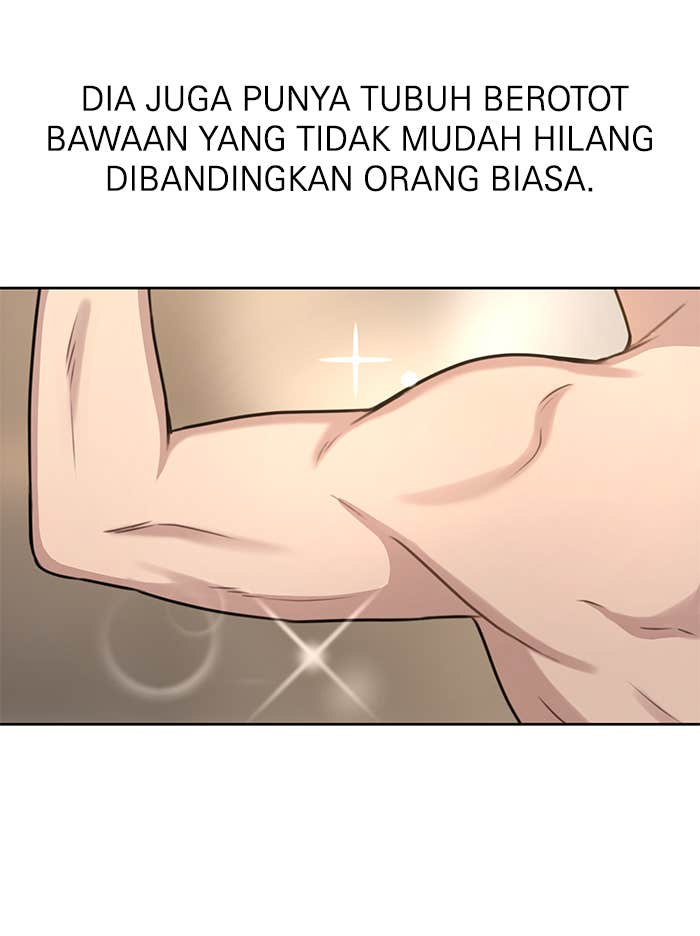 DIA JUGA PUNYA TUBUH BEROTOT
BAWAAN YANG TIDAK MUDAH HILANG
DIBANDINGKAN ORANG BIASA.